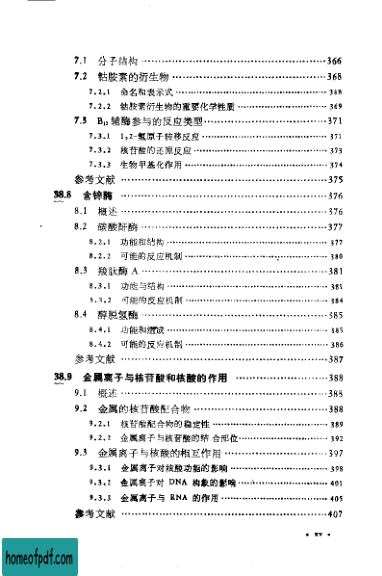 7.1 分子结构 ⋯⋯ 366
7.2 钴胺素的衍生物 ⋯⋯ 368
7.2.1 命名和表示式 ⋯⋯ 368
7.2.2 钴胺素衍生物的重要化学性质 ⋯⋯ 369
7.3 B₁₂ 辅酶参与的反应类型 ⋯⋯ 371
7.3.1 1,2-氢原子转移反应 ⋯⋯ 371
7.3.2 核苷酸的还原反应 ⋯⋯ 373
7.3.3 生物甲基化作用 ⋯⋯ 374
参考文献 ⋯⋯ 375
38.8 含锌酶 ⋯⋯ 376
8.1 概述 ⋯⋯ 376
8.2 碳酸酐酶 ⋯⋯ 377
8.2.1 功能和结构 ⋯⋯ 377
8.2.2 可能的反应机制 ⋯⋯ 380
8.3 羧肽酶 A ⋯⋯ 381
8.3.1 功能与结构 ⋯⋯ 381
8.3.2 可能的反应机制 ⋯⋯ 384
8.4 醇脱氢酶 ⋯⋯ 385
8.4.1 功能和结构 ⋯⋯ 385
8.4.2 可能的反应机制 ⋯⋯ 386
参考文献 ⋯⋯ 387
38.9 金属离子与核苷酸和核酸的作用 ⋯⋯ 388
9.1 概述 ⋯⋯ 388
9.2 金属的核苷酸配合物 ⋯⋯ 388
9.2.1 核苷酸配合物的稳定性 ⋯⋯ 389
9.2.2 金属离子与核苷酸的结合部位 ⋯⋯ 392
9.3 金属离子与核酸的相互作用 ⋯⋯ 397
9.3.1 金属离子对核酸功能的影响 ⋯⋯ 398
9.3.2 金属离子对 DNA 构象的影响 ⋯⋯ 401
9.3.3 金属离子与 RNA 的作用 ⋯⋯ 405
参考文献 ⋯⋯ 407
• XV •
homeofpdf.com